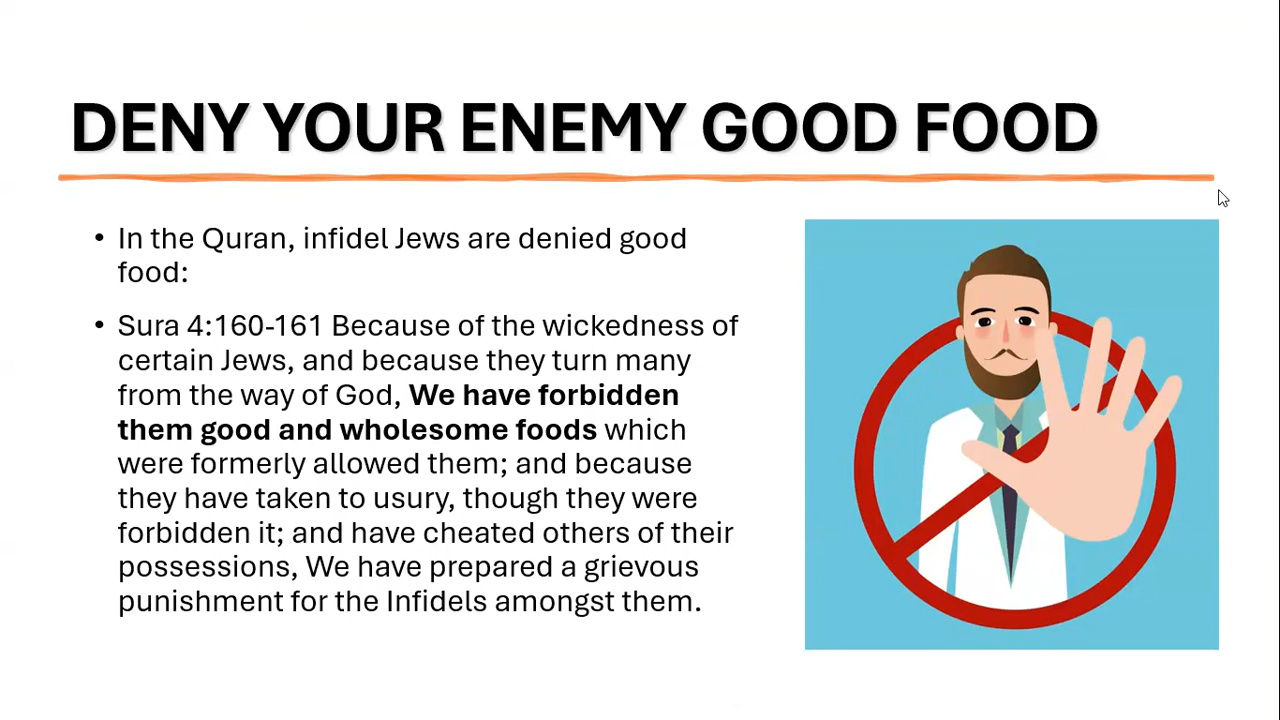 DENY YOUR ENEMY GOOD FOOD
• In the Quran, infidel Jews are denied good
food:
• Sura 4:160-161 Because of the wickedness of
certain Jews, and because they turn many
from the way of God, We have forbidden
them good and wholesome foods which
were formerly allowed them; and because
they have taken to usury, though they were
forbidden it; and have cheated others of their
possessions, We have prepared a grievous
punishment for the Infidels amongst them.